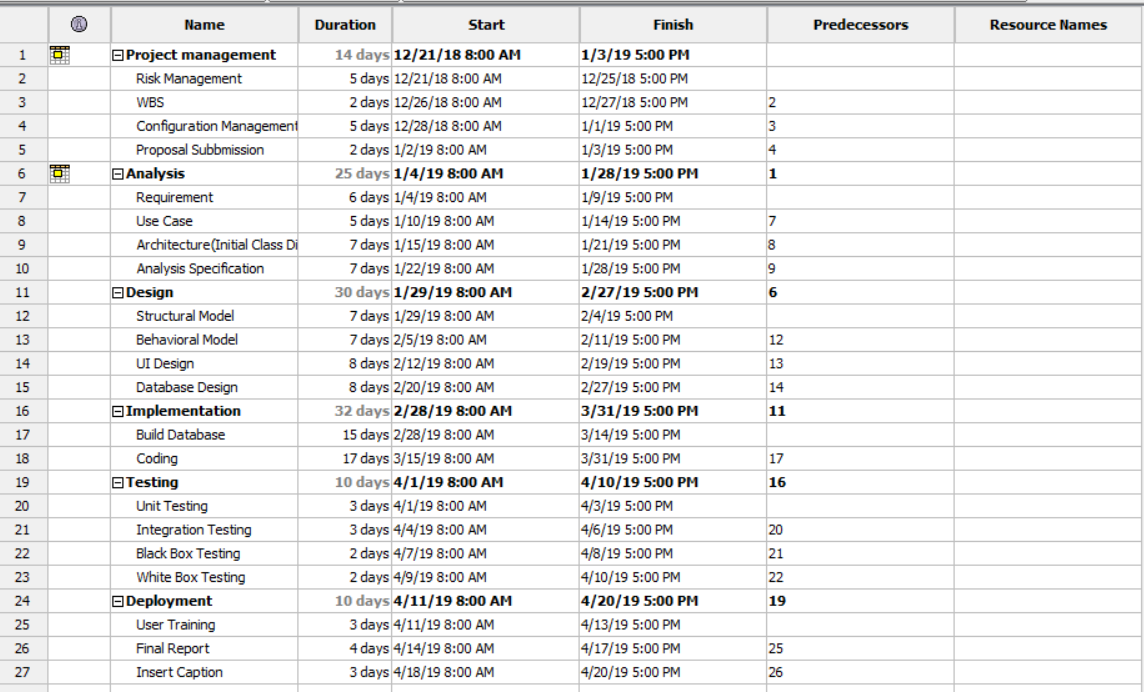 Name Duration Start Finish Predecessors Resource Names
1 Project management 14 days 12/21/18 8:00 AM 1/3/19 5:00 PM
2 Risk Management 5 days 12/21/18 8:00 AM 12/25/18 5:00 PM
3 WBS 2 days 12/26/18 8:00 AM 12/27/18 5:00 PM 2
4 Configuration Management 5 days 12/28/18 8:00 AM 1/1/19 5:00 PM 3
5 Proposal Subbmission 2 days 1/2/19 8:00 AM 1/3/19 5:00 PM 4
6 Analysis 25 days 1/4/19 8:00 AM 1/28/19 5:00 PM 1
7 Requirement 6 days 1/4/19 8:00 AM 1/9/19 5:00 PM
8 Use Case 5 days 1/10/19 8:00 AM 1/14/19 5:00 PM 7
9 Architecture(Initial Class Di 7 days 1/15/19 8:00 AM 1/21/19 5:00 PM 8
10 Analysis Specification 7 days 1/22/19 8:00 AM 1/28/19 5:00 PM 9
11 Design 30 days 1/29/19 8:00 AM 2/27/19 5:00 PM 6
12 Structural Model 7 days 1/29/19 8:00 AM 2/4/19 5:00 PM
13 Behavioral Model 7 days 2/5/19 8:00 AM 2/11/19 5:00 PM 12
14 UI Design 8 days 2/12/19 8:00 AM 2/19/19 5:00 PM 13
15 Database Design 8 days 2/20/19 8:00 AM 2/27/19 5:00 PM 14
16 Implementation 32 days 2/28/19 8:00 AM 3/31/19 5:00 PM 11
17 Build Database 15 days 2/28/19 8:00 AM 3/14/19 5:00 PM
18 Coding 17 days 3/15/19 8:00 AM 3/31/19 5:00 PM 17
19 Testing 10 days 4/1/19 8:00 AM 4/10/19 5:00 PM 16
20 Unit Testing 3 days 4/1/19 8:00 AM 4/3/19 5:00 PM
21 Integration Testing 3 days 4/4/19 8:00 AM 4/6/19 5:00 PM 20
22 Black Box Testing 2 days 4/7/19 8:00 AM 4/8/19 5:00 PM 21
23 White Box Testing 2 days 4/9/19 8:00 AM 4/10/19 5:00 PM 22
24 Deployment 10 days 4/11/19 8:00 AM 4/20/19 5:00 PM 19
25 User Training 3 days 4/11/19 8:00 AM 4/13/19 5:00 PM
26 Final Report 4 days 4/14/19 8:00 AM 4/17/19 5:00 PM 25
27 Insert Caption 3 days 4/18/19 8:00 AM 4/20/19 5:00 PM 26